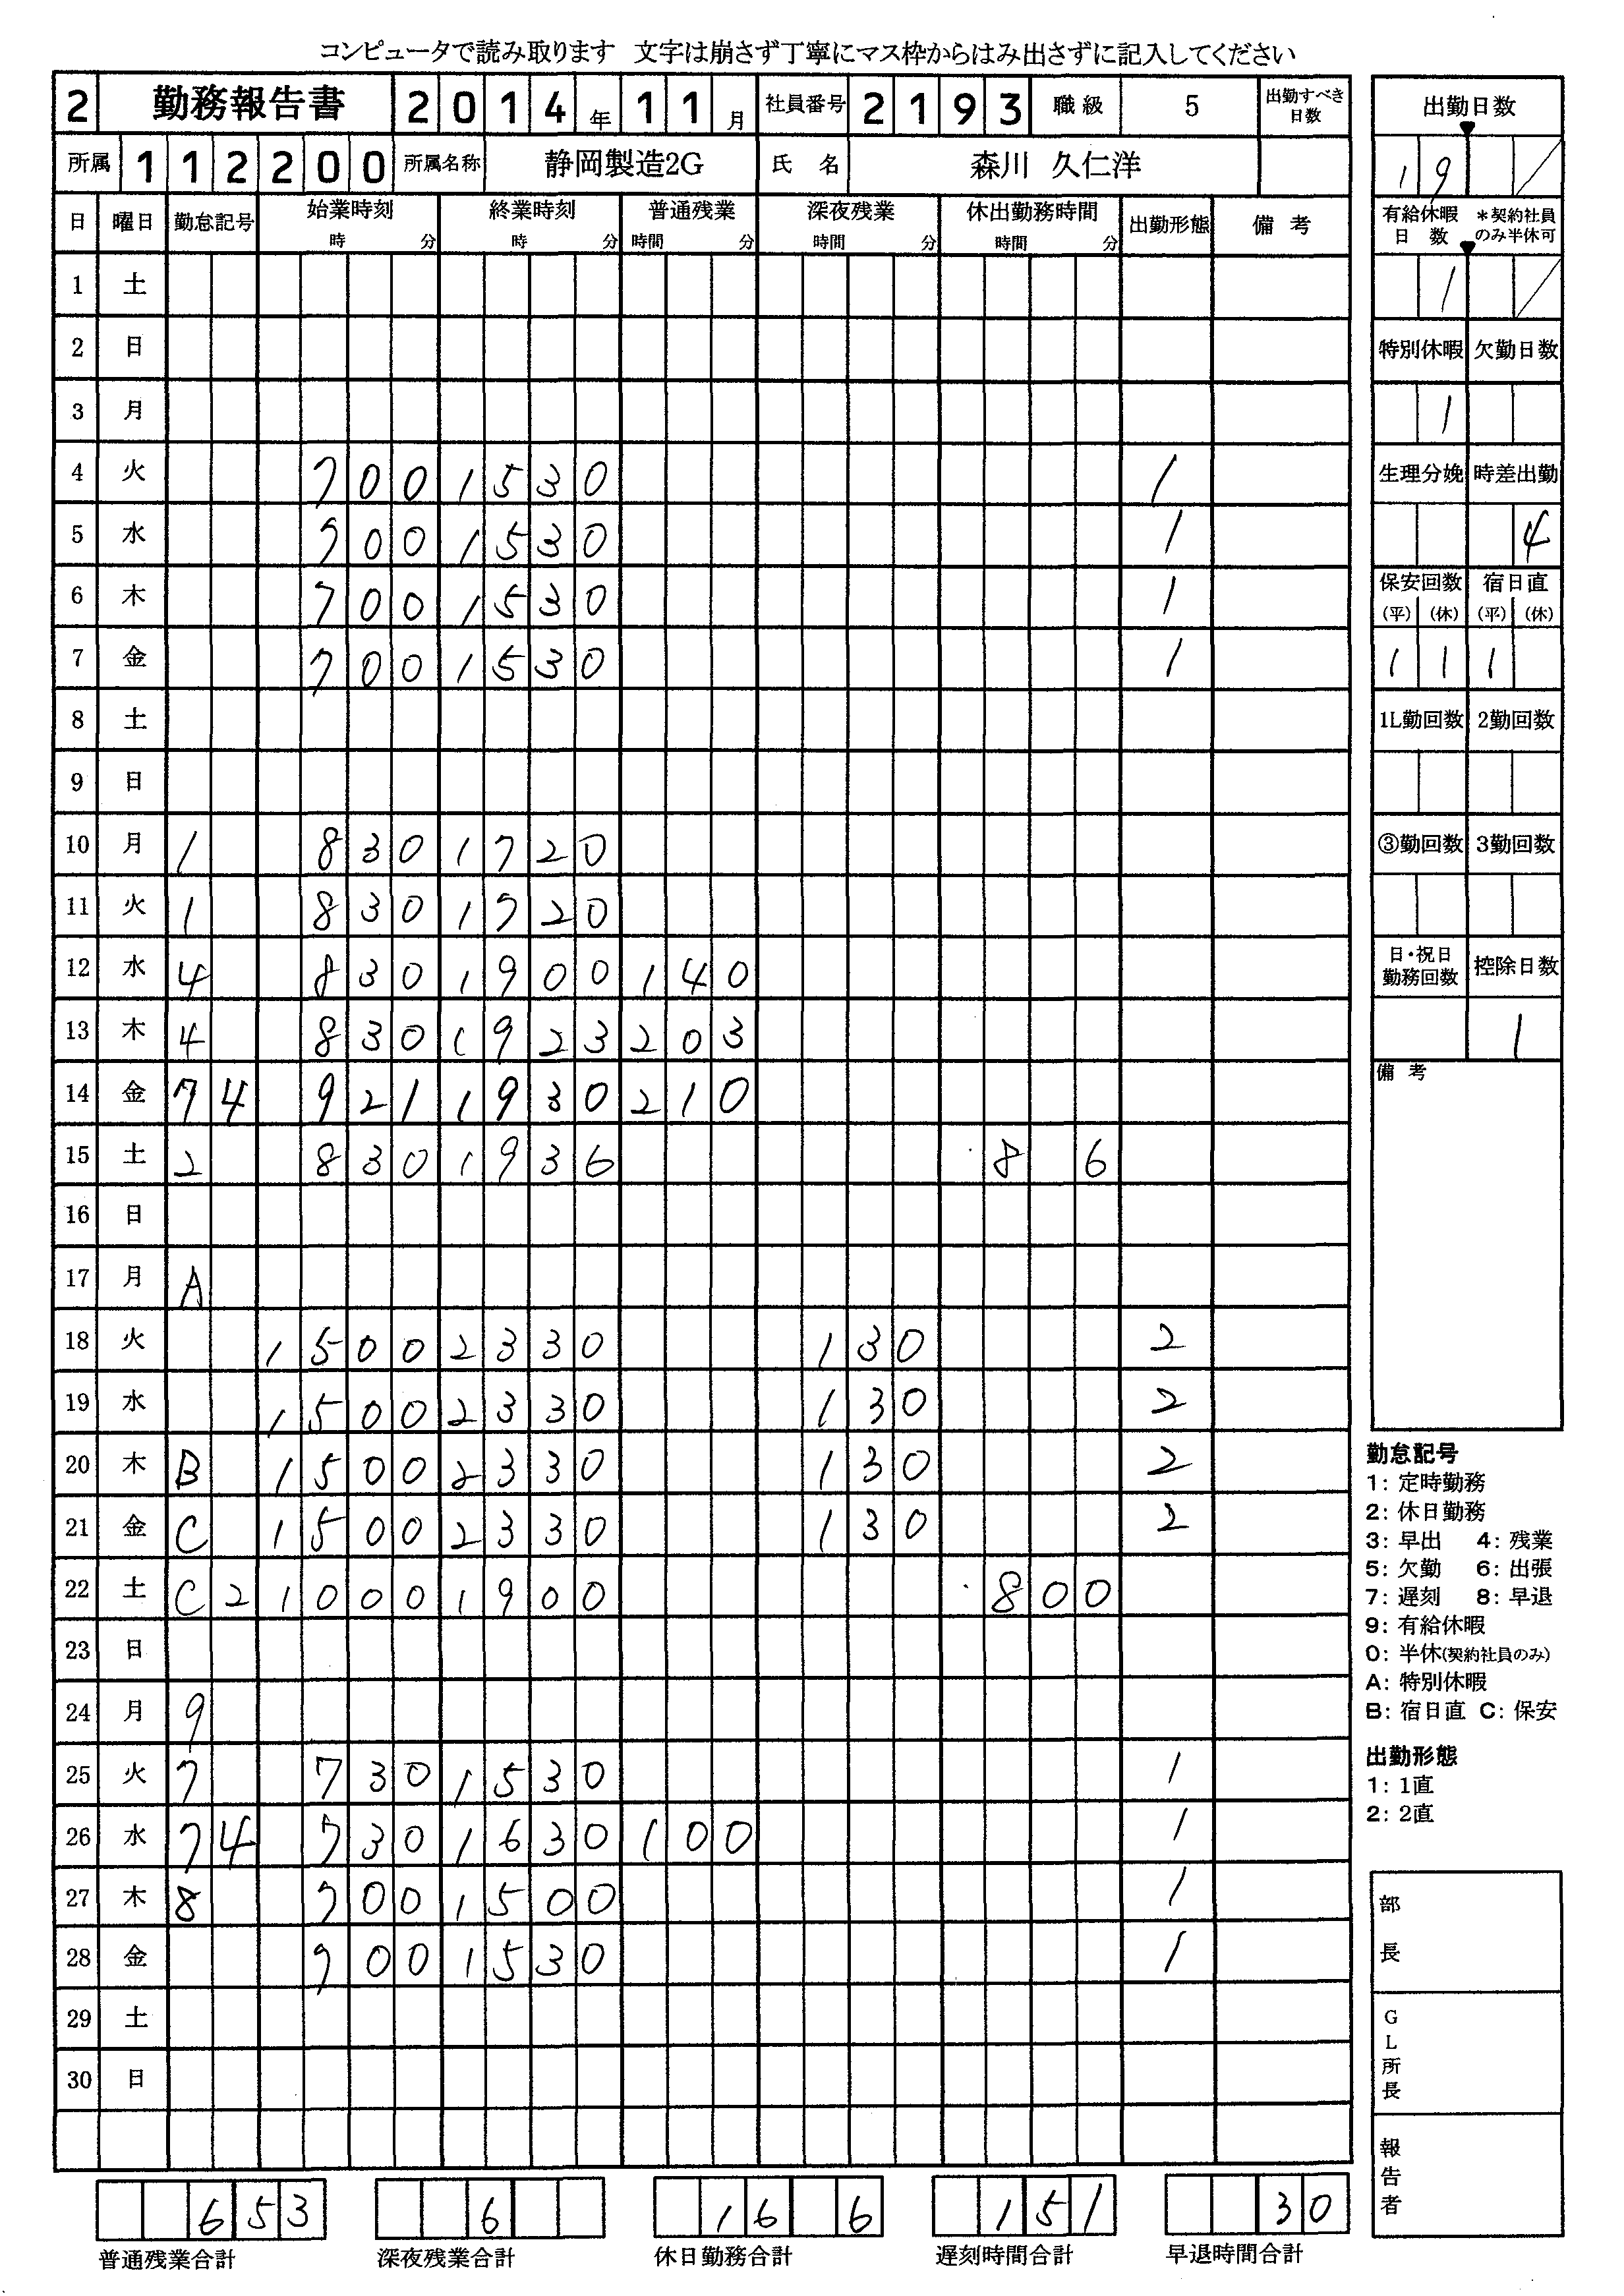 コンピュータで読み取ります 文字は崩さず丁寧にマス枠からはみ出さずに記入してください
2 勤務報告書 2014年11月 社員番号 2193 職級 5 出勤すべき日数
所属 112200 所属名称 静岡製造2G 氏名 森川 久仁洋
日 曜日 勤怠記号 始業時刻 時 分 終業時刻 時 分 普通残業 時間 分 深夜残業 時間 分 休出勤務時間 時間 分 出勤形態 備考
1 土
2 日
3 月
4 火 700 1530 1
5 水 700 1530 1
6 木 700 1530 1
7 金 700 1530 1
8 土
9 日
10 月 1 830 1720
11 火 1 830 1720
12 水 4 830 1900 140
13 木 4 830 1923 203
14 金 74 921 1930 210
15 土 2 830 1936 8 6
16 日
17 月 A
18 火 1500 2330 130 2
19 水 1500 2330 130 2
20 木 B 1500 2330 130 2
21 金 C 1500 2330 130 2
22 土 C2 1000 1900 800
23 日
24 月 9
25 火 7 730 1530 1
26 水 74 730 1630 100 1
27 木 8 700 1500 1
28 金 700 1530 1
29 土
30 日
653 6 16 6 151 30
普通残業合計 深夜残業合計 休日勤務合計 遅刻時間合計 早退時間合計
出勤日数
19
有給休暇日数 *契約社員のみ半休可
1
特別休暇 欠勤日数
1
生理分娩 時差出勤
4
保安回数 宿日直
(平) (休) (平) (休)
1 1 1
1L勤回数 2勤回数
③勤回数 3勤回数
日・祝日勤務回数 控除日数
1
備考
勤怠記号
1: 定時勤務
2: 休日勤務
3: 早出 4: 残業
5: 欠勤 6: 出張
7: 遅刻 8: 早退
9: 有給休暇
0: 半休(契約社員のみ)
A: 特別休暇
B: 宿日直 C: 保安
出勤形態
1: 1直
2: 2直
部長
GL所長
報告者